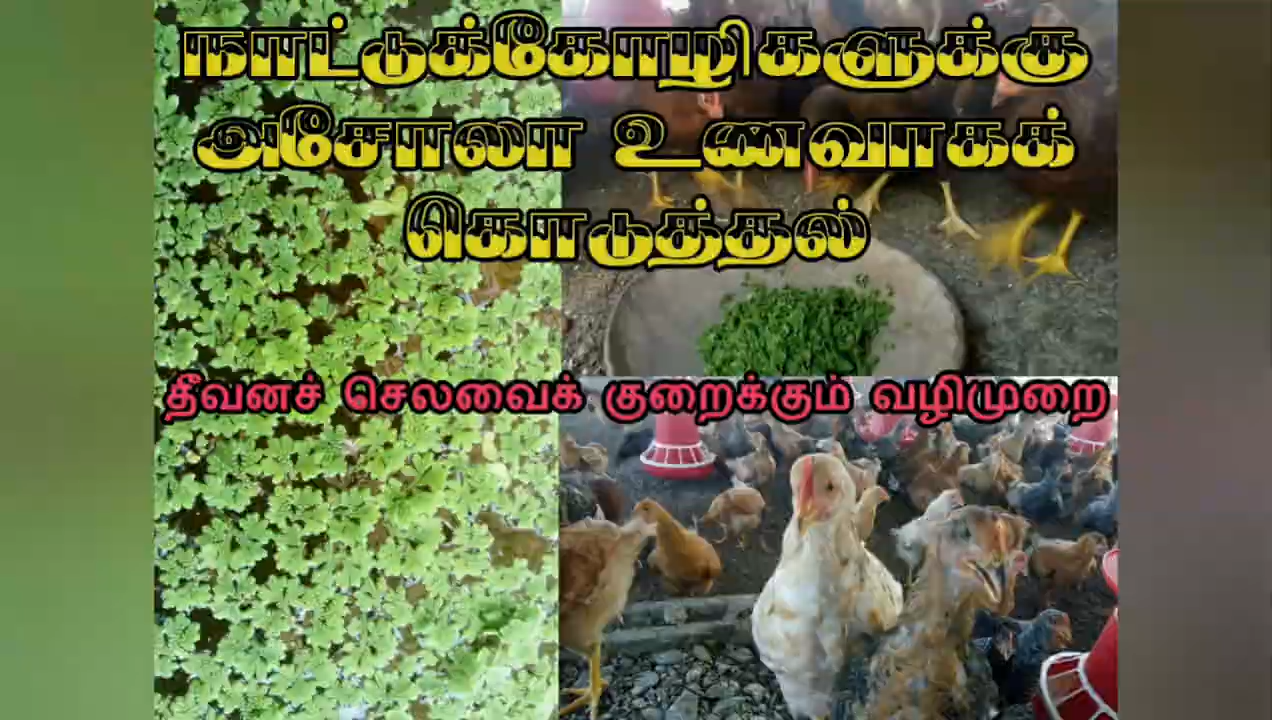 நாட்டுக்கோழிகளுக்கு
அசோலா உணவாகக்
கொடுத்தல்
தீவனச் செலவைக் குறைக்கும் வழிமுறை